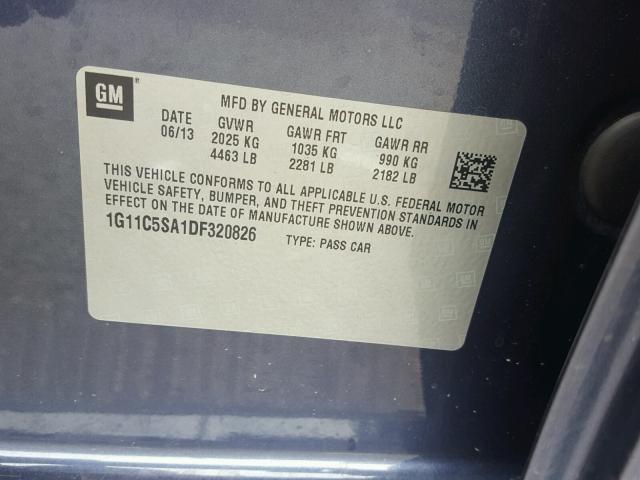 GM
MFD BY GENERAL MOTORS LLC
DATE GVWR GAWR FRT GAWR RR
06/13 2025 KG 1035 KG 990 KG
4463 LB 2281 LB 2182 LB
THIS VEHICLE CONFORMS TO ALL APPLICABLE U.S. FEDERAL MOTOR
VEHICLE SAFETY, BUMPER, AND THEFT PREVENTION STANDARDS IN
EFFECT ON THE DATE OF MANUFACTURE SHOWN ABOVE.
1G11C5SA1DF320826 TYPE: PASS CAR